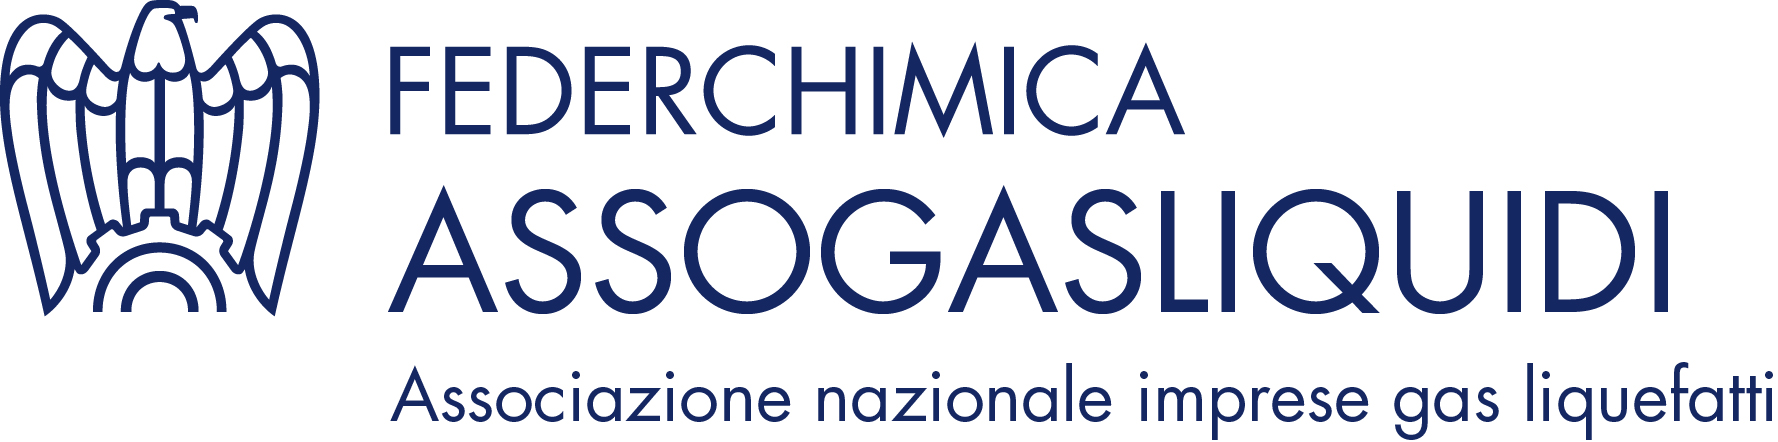 FEDERCHIMICA
ASSOGASLIQUIDI
Associazione nazionale imprese gas liquefatti